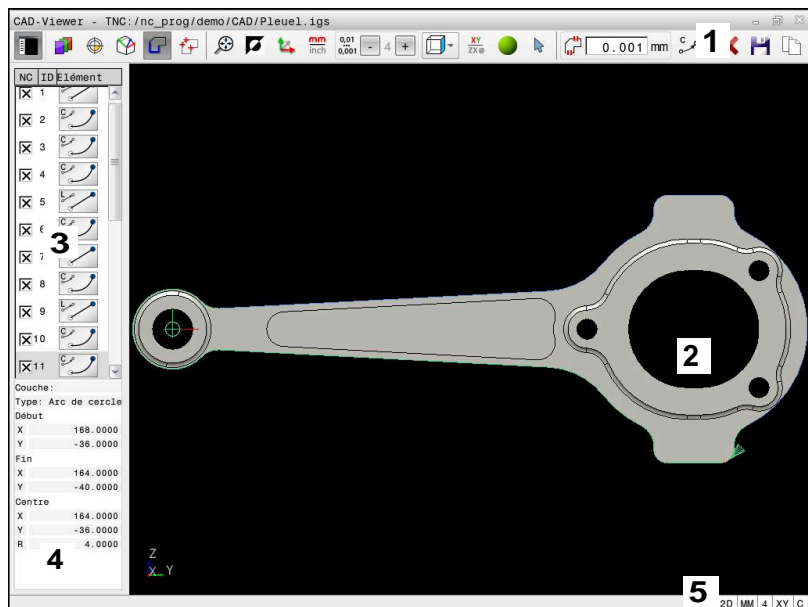 CAD-Viewer - TNC:/nc_prog/demo/CAD/Pleuel.igs
mm
inch
0,01
0,001
- 4 +
XY
ZX⌀
0.001 mm
C
1
NC ID Elément
1
2 C
3 C
4 C
5 L
6 C
7
8 C
9 L
10 C
11 C
3
Couche:
Type: Arc de cercle
Début
X 168.0000
Y -36.0000
Fin
X 164.0000
Y -40.0000
Centre
X 164.0000
Y -36.0000
R 4.0000
4
2
Z
X Y
5
2D MM 4 XY C